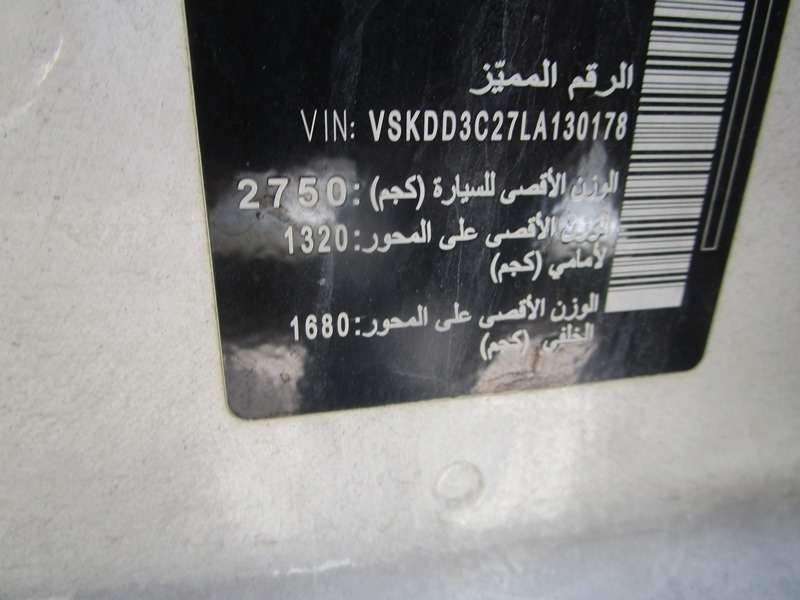 الرقم المميّز
VIN: VSKDD3C27LA130178
الوزن الأقصى للسيارة (كجم): 2750
الوزن الأقصى على المحور: 1320
لأمامي (كجم)
الوزن الأقصى على المحور: 1680
الخلفي (كجم)